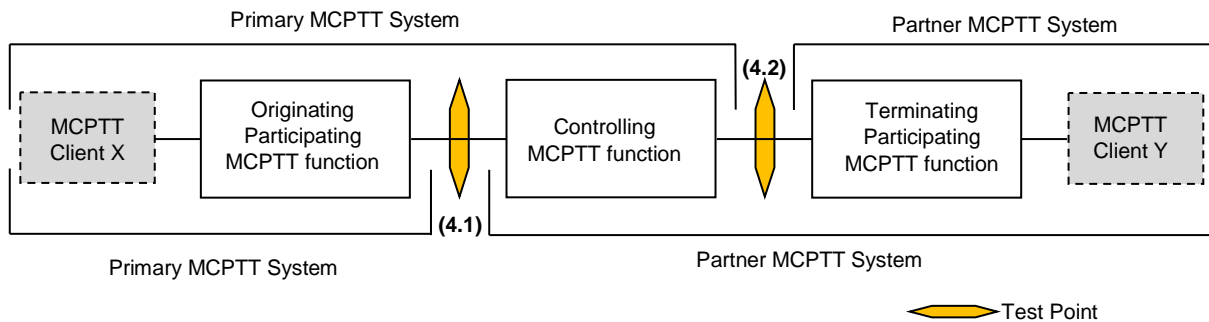 Primary MCPTT System
Partner MCPTT System
(4.2)
MCPTT
Client X
Originating
Participating
MCPTT function
Controlling
MCPTT function
Terminating
Participating
MCPTT function
MCPTT
Client Y
(4.1)
Primary MCPTT System
Partner MCPTT System
Test Point